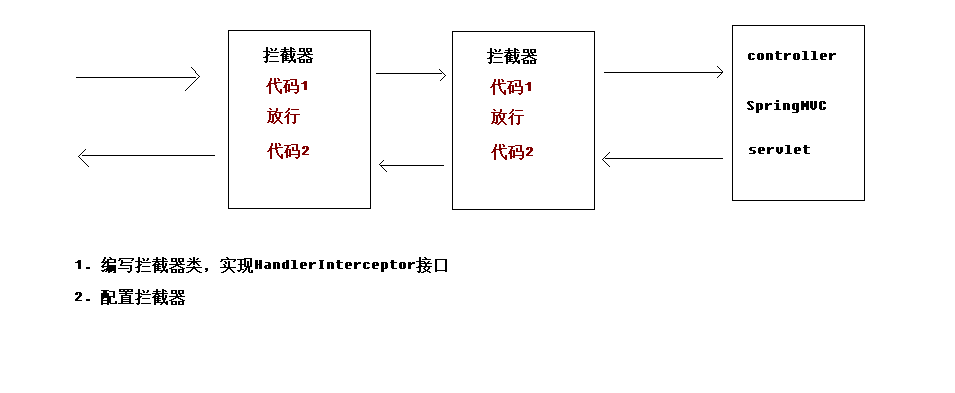 拦截器
代码1
放行
代码2
拦截器
代码1
放行
代码2
controller
SpringMVC
servlet
1. 编写拦截器类，实现HandlerInterceptor接口
2. 配置拦截器